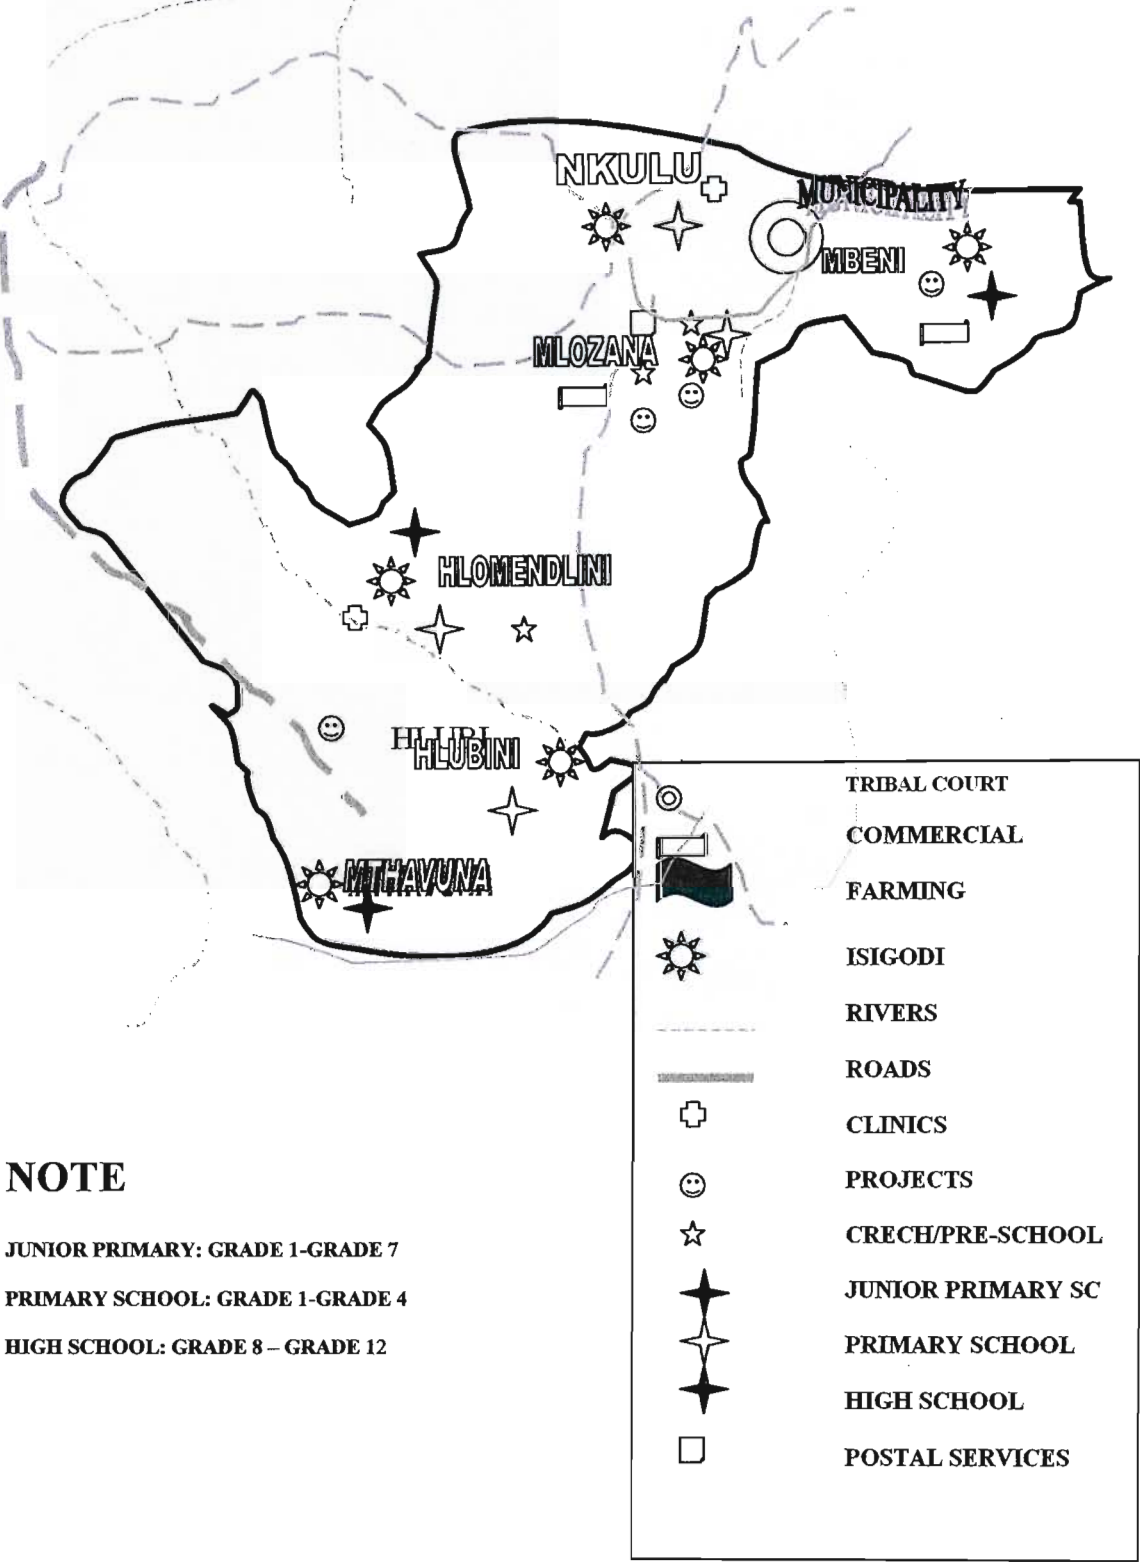 NKULU
MUNICIPALITY
MBENI
MLOZANA
HLOMENDLINI
HLUBI
HLUBINI
MTHAVUNA
TRIBAL COURT
COMMERCIAL
FARMING
ISIGODI
RIVERS
ROADS
CLINICS
PROJECTS
CRECH/PRE-SCHOOL
JUNIOR PRIMARY SC
PRIMARY SCHOOL
HIGH SCHOOL
POSTAL SERVICES
NOTE
JUNIOR PRIMARY: GRADE 1-GRADE 7
PRIMARY SCHOOL: GRADE 1-GRADE 4
HIGH SCHOOL: GRADE 8 – GRADE 12